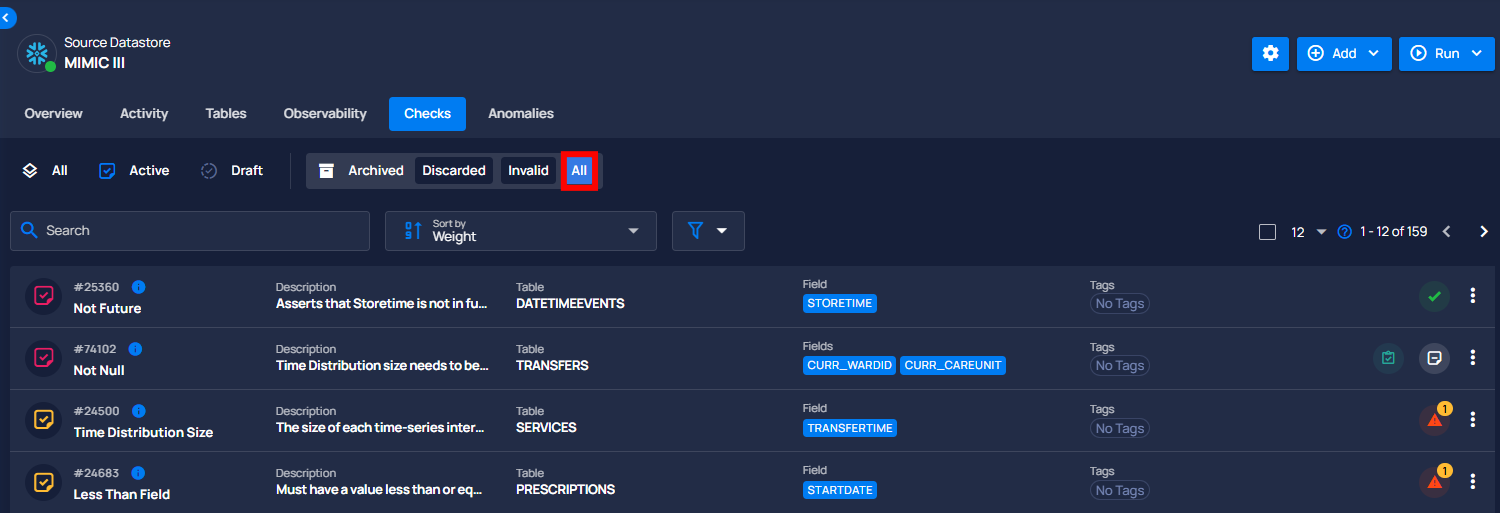 Source Datastore
MIMIC III
Add
Run
Overview Activity Tables Observability Checks Anomalies
All Active Draft Archived Discarded Invalid All
Search
Sort by
Weight
12
1 - 12 of 159
#25360
Not Future
Description
Asserts that Storetime is not in fu...
Table
DATETIMEEVENTS
Field
STORETIME
Tags
No Tags
#74102
Not Null
Description
Time Distribution size needs to be...
Table
TRANSFERS
Fields
CURR_WARDID CURR_CAREUNIT
Tags
No Tags
#24500
Time Distribution Size
Description
The size of each time-series inter...
Table
SERVICES
Field
TRANSFERTIME
Tags
No Tags
1
#24683
Less Than Field
Description
Must have a value less than or eq...
Table
PRESCRIPTIONS
Field
STARTDATE
Tags
No Tags
1